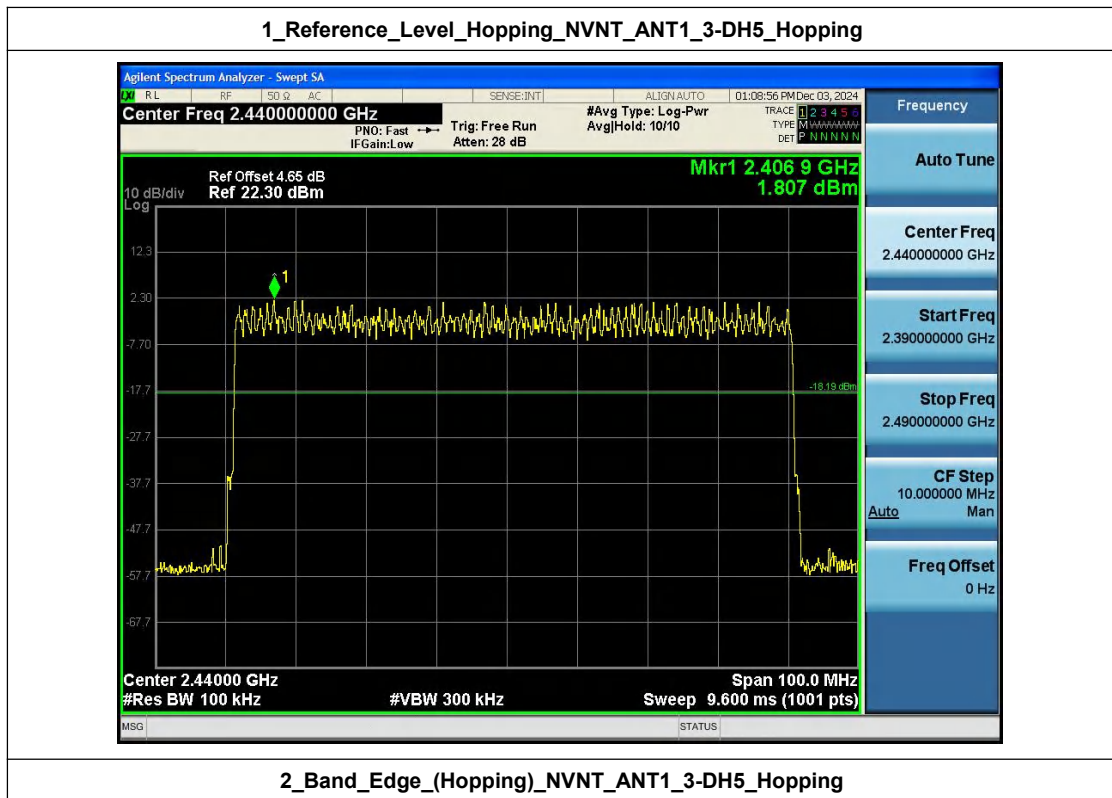 1_Reference_Level_Hopping_NVNT_ANT1_3-DH5_Hopping
Agilent Spectrum Analyzer - Swept SA
LXI RL RF 50 Ω AC SENSE:INT ALIGN AUTO 01:08:56 PM Dec 03, 2024
Center Freq 2.440000000 GHz
PNO: Fast
IFGain:Low
Trig: Free Run
Atten: 28 dB
#Avg Type: Log-Pwr
Avg|Hold: 10/10
TRACE 1 2 3 4 5 6
TYPE M WWWWW
DET P N N N N N
Mkr1 2.406 9 GHz
1.807 dBm
Ref Offset 4.65 dB
10 dB/div Ref 22.30 dBm
Log
12.3
1
2.30
-7.70
-17.7
-18.19 dBm
-27.7
-37.7
-47.7
-57.7
-67.7
Center 2.44000 GHz Span 100.0 MHz
#Res BW 100 kHz #VBW 300 kHz Sweep 9.600 ms (1001 pts)
MSG STATUS
Frequency
Auto Tune
Center Freq
2.440000000 GHz
Start Freq
2.390000000 GHz
Stop Freq
2.490000000 GHz
CF Step
10.000000 MHz
Auto Man
Freq Offset
0 Hz
2_Band_Edge_(Hopping)_NVNT_ANT1_3-DH5_Hopping